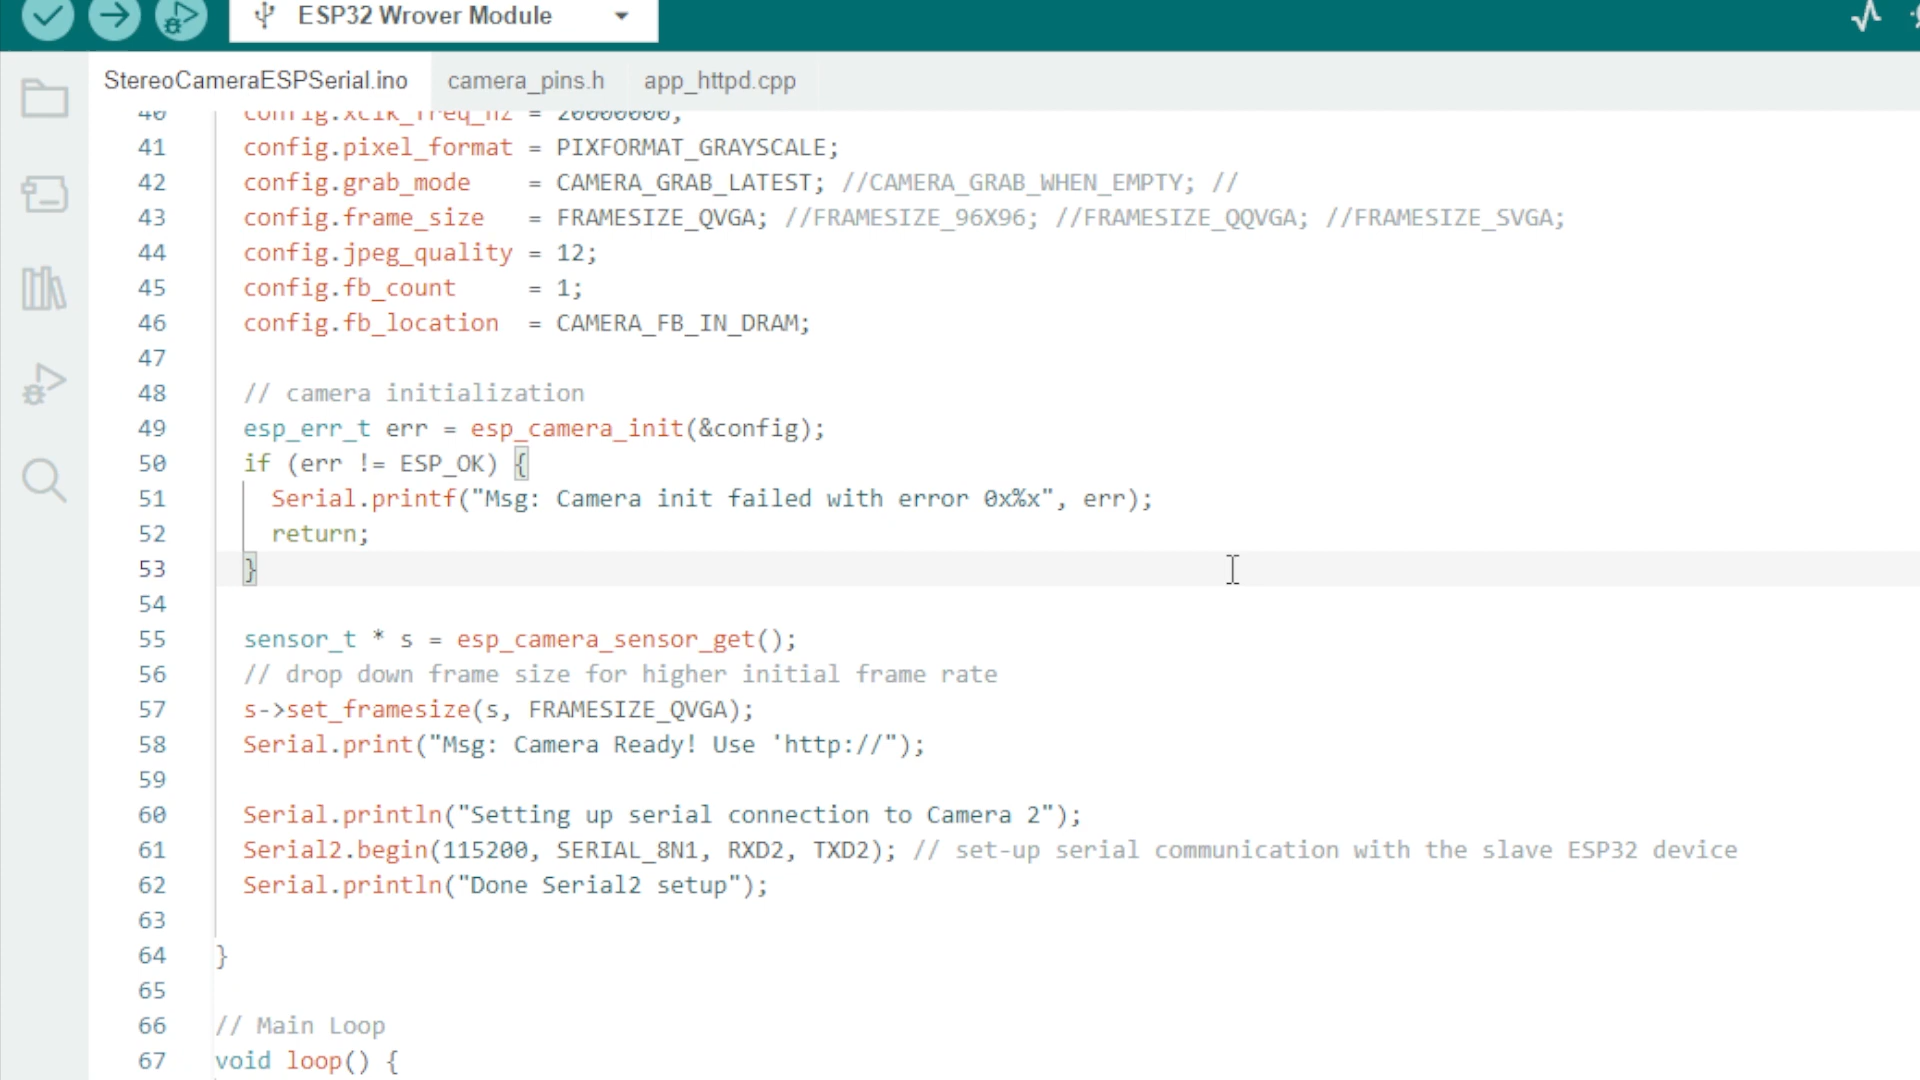 ESP32 Wrover Module
StereoCameraESPSerial.ino camera_pins.h app_httpd.cpp
40 config.xclk_freq_hz = 20000000;
41 config.pixel_format = PIXFORMAT_GRAYSCALE;
42 config.grab_mode = CAMERA_GRAB_LATEST; //CAMERA_GRAB_WHEN_EMPTY; //
43 config.frame_size = FRAMESIZE_QVGA; //FRAMESIZE_96X96; //FRAMESIZE_QQVGA; //FRAMESIZE_SVGA;
44 config.jpeg_quality = 12;
45 config.fb_count = 1;
46 config.fb_location = CAMERA_FB_IN_DRAM;
47
48 // camera initialization
49 esp_err_t err = esp_camera_init(&config);
50 if (err != ESP_OK) {
51 Serial.printf("Msg: Camera init failed with error 0x%x", err);
52 return;
53 }
54
55 sensor_t * s = esp_camera_sensor_get();
56 // drop down frame size for higher initial frame rate
57 s->set_framesize(s, FRAMESIZE_QVGA);
58 Serial.print("Msg: Camera Ready! Use 'http://");
59
60 Serial.println("Setting up serial connection to Camera 2");
61 Serial2.begin(115200, SERIAL_8N1, RXD2, TXD2); // set-up serial communication with the slave ESP32 device
62 Serial.println("Done Serial2 setup");
63
64 }
65
66 // Main Loop
67 void loop() {